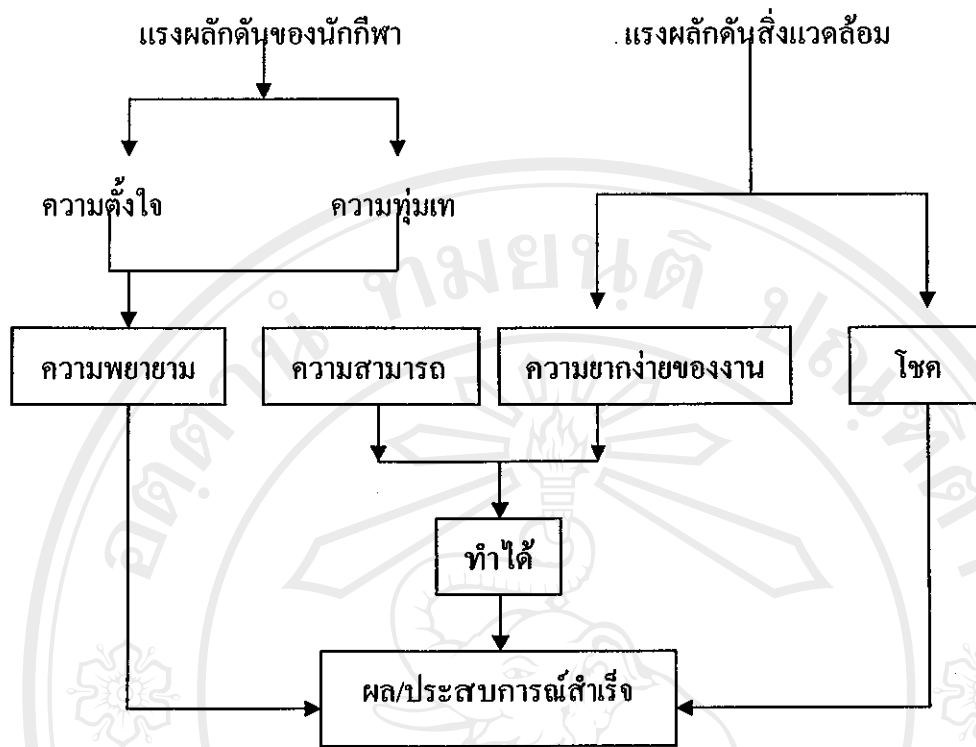 แรงผลักดันของนักกีฬา
แรงผลักดันสิ่งแวดล้อม
ความตั้งใจ
ความทุ่มเท
ความพยายาม
ความสามารถ
ความยากง่ายของงาน
โชค
ทำได้
ผล/ประสบการณ์สำเร็จ